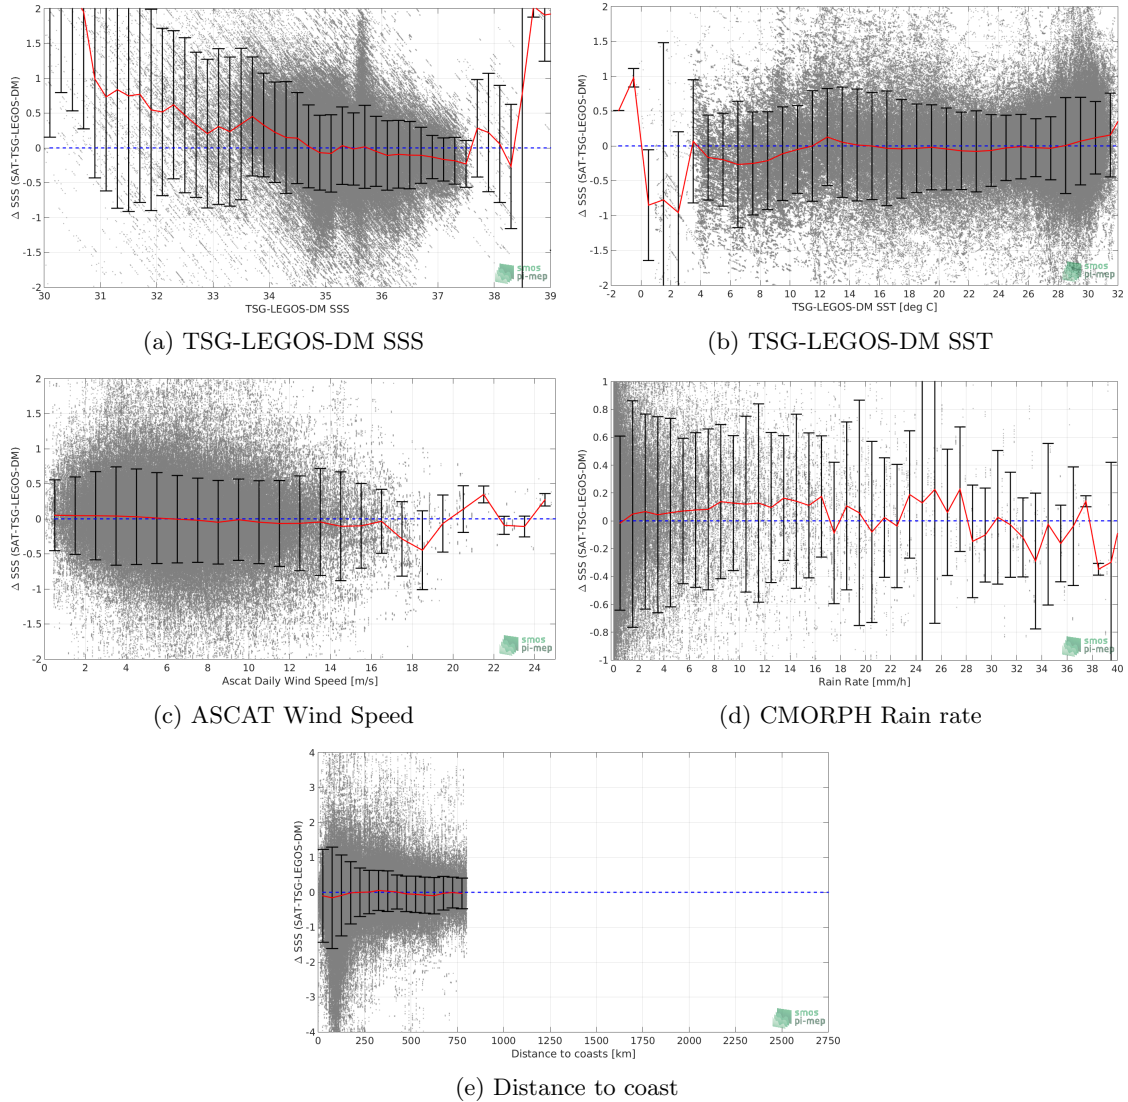 2
1.5
1
0.5
0
-0.5
-1
-1.5
-2
Δ SSS (SAT-TSG-LEGOS-DM)
30 31 32 33 34 35 36 37 38 39
TSG-LEGOS-DM SSS
smos
pi-mep
(a) TSG-LEGOS-DM SSS
2
1.5
1
0.5
0
-0.5
-1
-1.5
-2
Δ SSS (SAT-TSG-LEGOS-DM)
-2 0 2 4 6 8 10 12 14 16 18 20 22 24 26 28 30 32
TSG-LEGOS-DM SST [deg C]
smos
pi-mep
(b) TSG-LEGOS-DM SST
2
1.5
1
0.5
0
-0.5
-1
-1.5
-2
Δ SSS (SAT-TSG-LEGOS-DM)
0 2 4 6 8 10 12 14 16 18 20 22 24
Ascat Daily Wind Speed [m/s]
smos
pi-mep
(c) ASCAT Wind Speed
1
0.8
0.6
0.4
0.2
0
-0.2
-0.4
-0.6
-0.8
-1
Δ SSS (SAT-TSG-LEGOS-DM)
0 2 4 6 8 10 12 14 16 18 20 22 24 26 28 30 32 34 36 38 40
Rain Rate [mm/h]
smos
pi-mep
(d) CMORPH Rain rate
4
3
2
1
0
-1
-2
-3
-4
Δ SSS (SAT-TSG-LEGOS-DM)
0 250 500 750 1000 1250 1500 1750 2000 2250 2500 2750
Distance to coasts [km]
smos
pi-mep
(e) Distance to coast